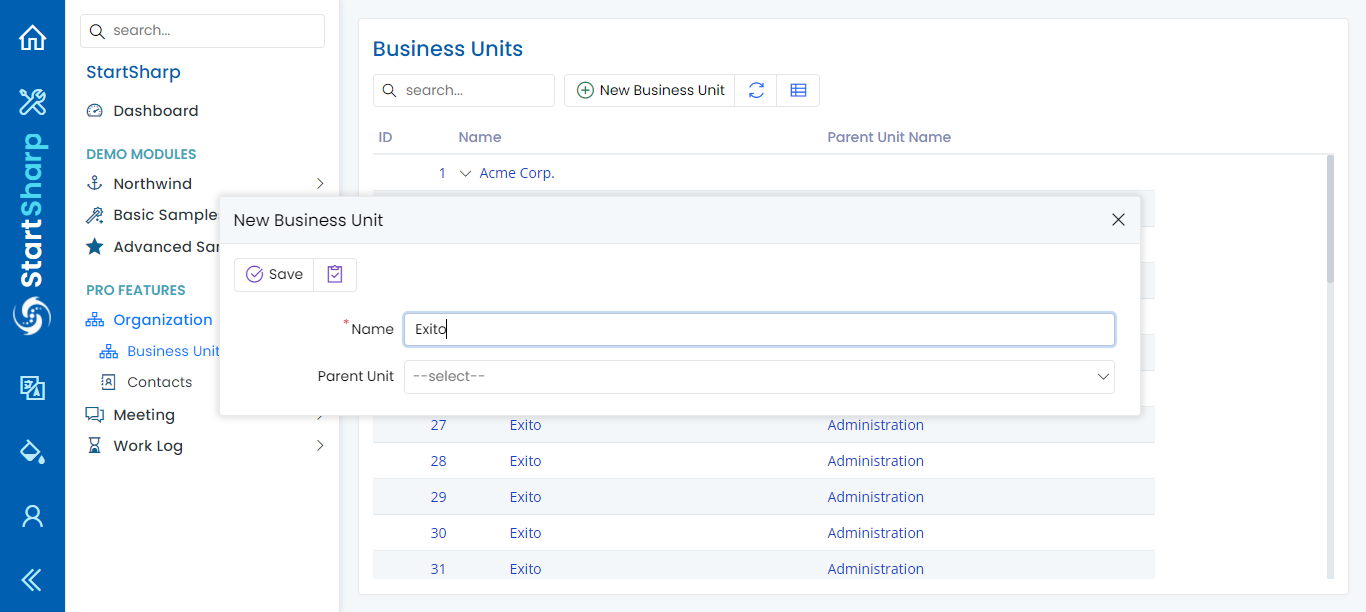 search...
StartSharp
Dashboard
DEMO MODULES
Northwind
Basic Sample
Advanced Sa
PRO FEATURES
Organization
Business Unit
Contacts
Meeting
Work Log
StartSharp
Business Units
search...
New Business Unit
ID Name Parent Unit Name
1 Acme Corp.
New Business Unit
Save
* Name Exito
Parent Unit --select--
27 Exito Administration
28 Exito Administration
29 Exito Administration
30 Exito Administration
31 Exito Administration